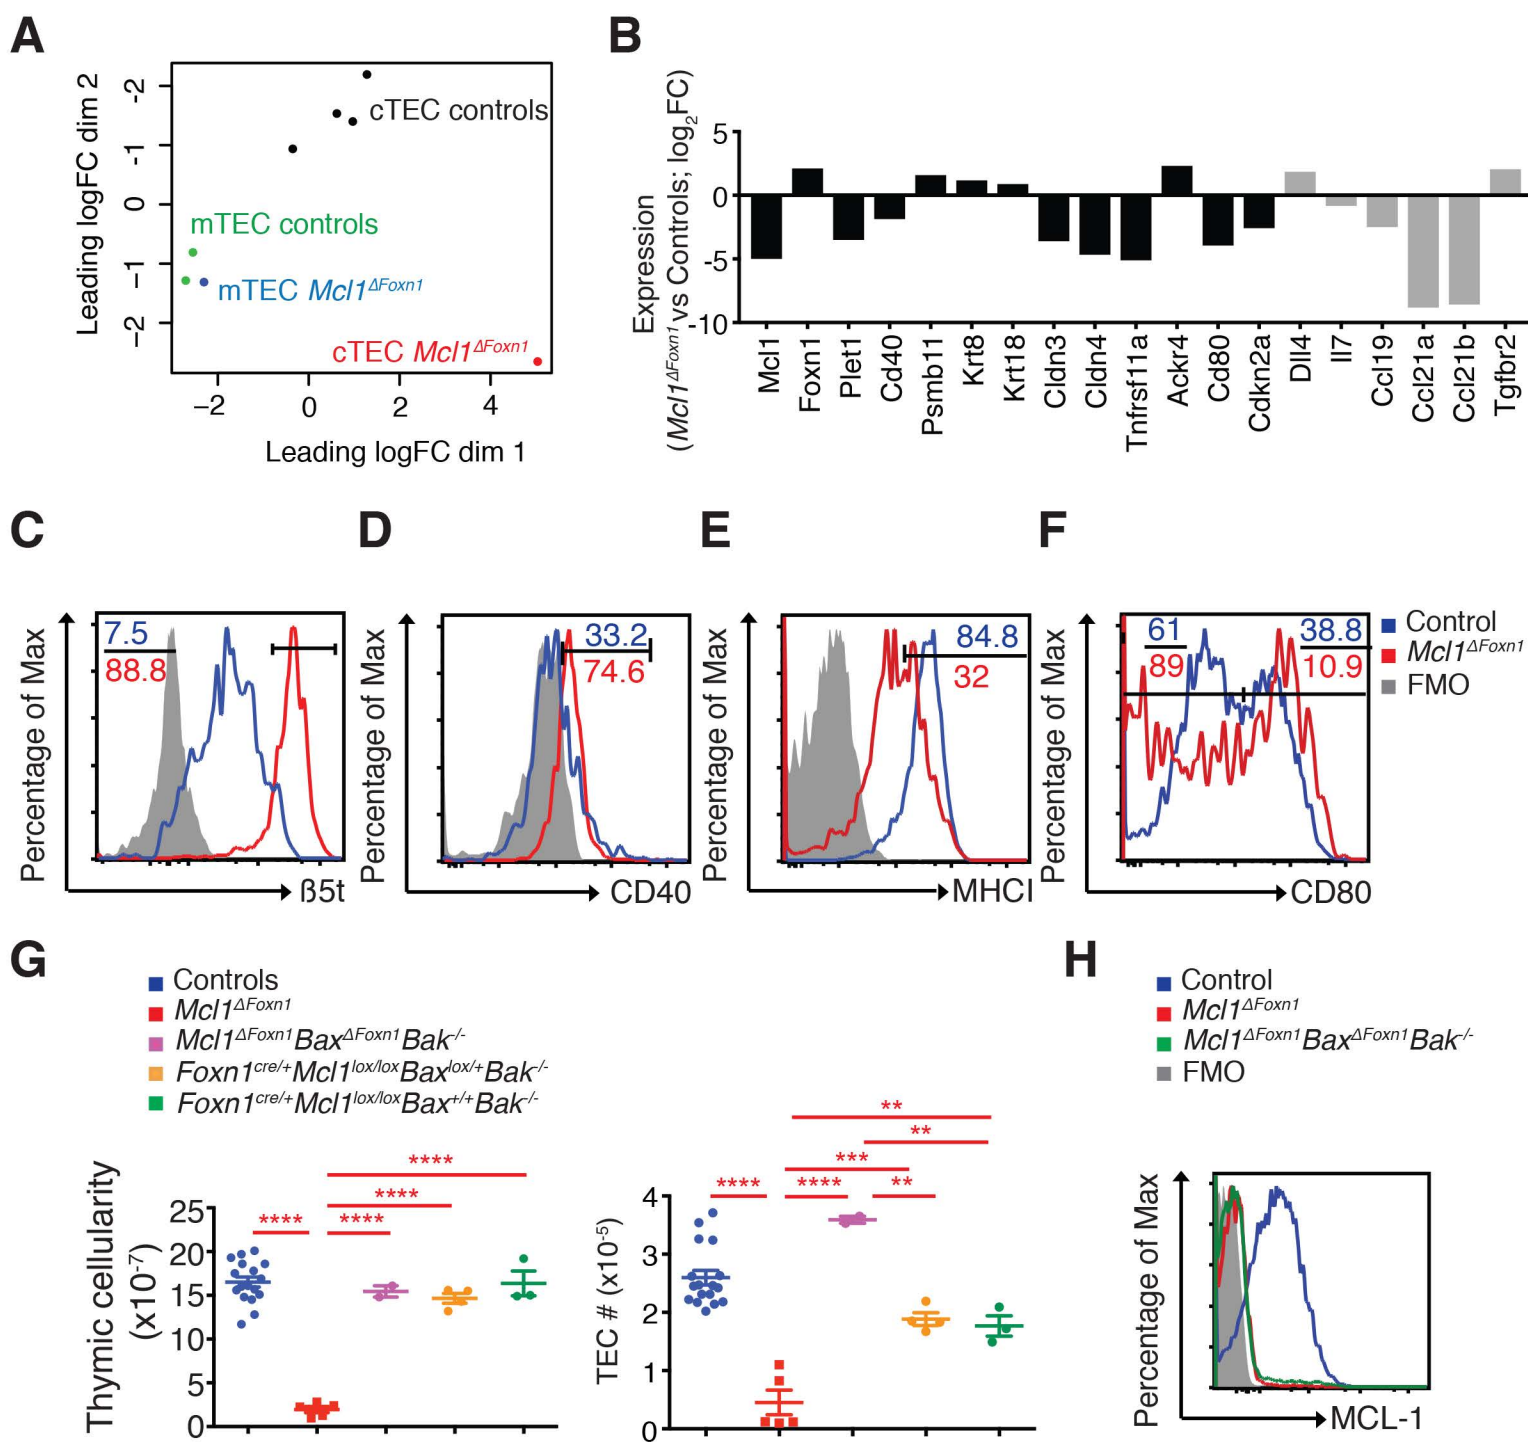 A
Leading logFC dim 2
-2
-1
0
−1
−2
cTEC controls
mTEC controls
mTEC Mcl1ΔFoxn1
cTEC Mcl1ΔFoxn1
−2 0 2 4
Leading logFC dim 1
B
Expression
(Mcl1ΔFoxn1 vs Controls; log2FC)
5
0
-5
-10
Mcl1
Foxn1
Plet1
Cd40
Psmb11
Krt8
Krt18
Cldn3
Cldn4
Tnfrsf11a
Ackr4
Cd80
Cdkn2a
Dll4
Il7
Ccl19
Ccl21a
Ccl21b
Tgfbr2
C
Percentage of Max
7.5
88.8
ß5t
D
Percentage of Max
33.2
74.6
CD40
E
Percentage of Max
84.8
32
MHCI
F
Percentage of Max
61
89
38.8
10.9
CD80
Control
Mcl1ΔFoxn1
FMO
G
Controls
Mcl1ΔFoxn1
Mcl1ΔFoxn1BaxΔFoxn1Bak-/-
Foxn1cre/+Mcl1lox/loxBaxlox/+Bak-/-
Foxn1cre/+Mcl1lox/loxBax+/+Bak-/-
Thymic cellularity
(x10-7)
25
20
15
10
5
0
****
****
****
****
TEC # (x10-5)
4
3
2
1
0
**
**
***
**** **** **
H
Control
Mcl1ΔFoxn1
Mcl1ΔFoxn1BaxΔFoxn1Bak-/-
FMO
Percentage of Max
MCL-1